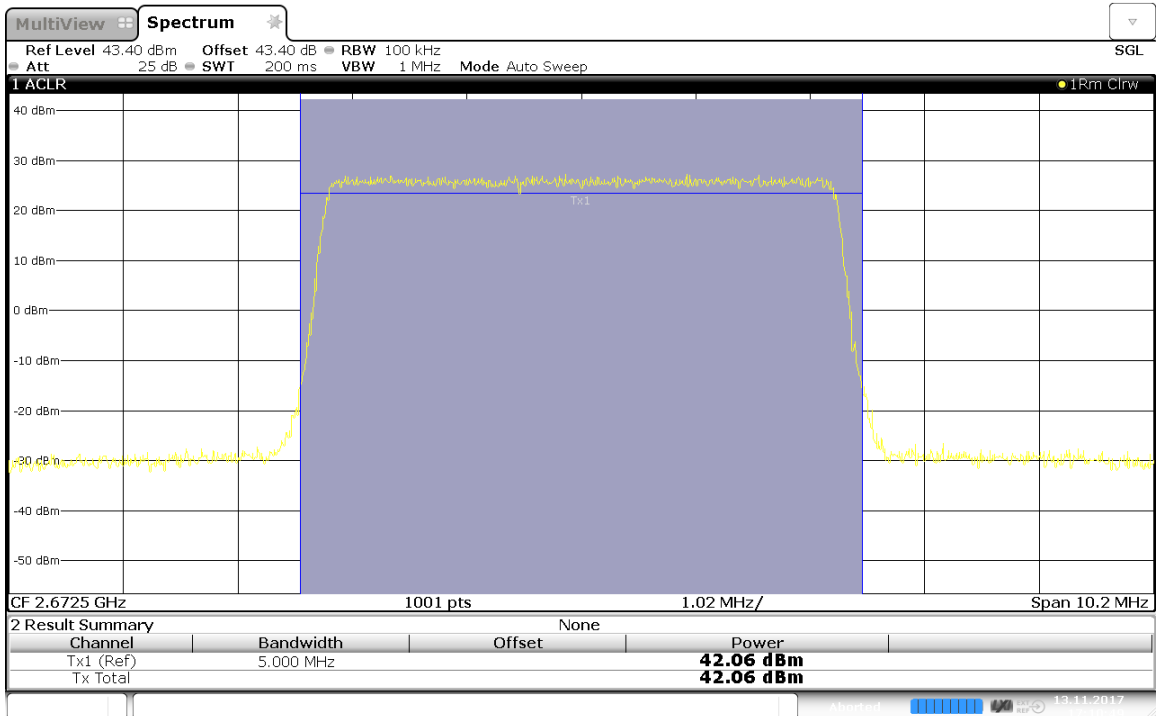 MultiView Spectrum
Ref Level 43.40 dBm Offset 43.40 dB RBW 100 kHz SGL
Att 25 dB SWT 200 ms VBW 1 MHz Mode Auto Sweep
1 ACLR 1Rm Clrw
40 dBm
30 dBm
Tx1
20 dBm
10 dBm
0 dBm
-10 dBm
-20 dBm
-30 dBm
-40 dBm
-50 dBm
CF 2.6725 GHz 1001 pts 1.02 MHz/ Span 10.2 MHz
2 Result Summary None
Channel Bandwidth Offset Power
Tx1 (Ref) 5.000 MHz 42.06 dBm
Tx Total 42.06 dBm
Aborted 13.11.2017